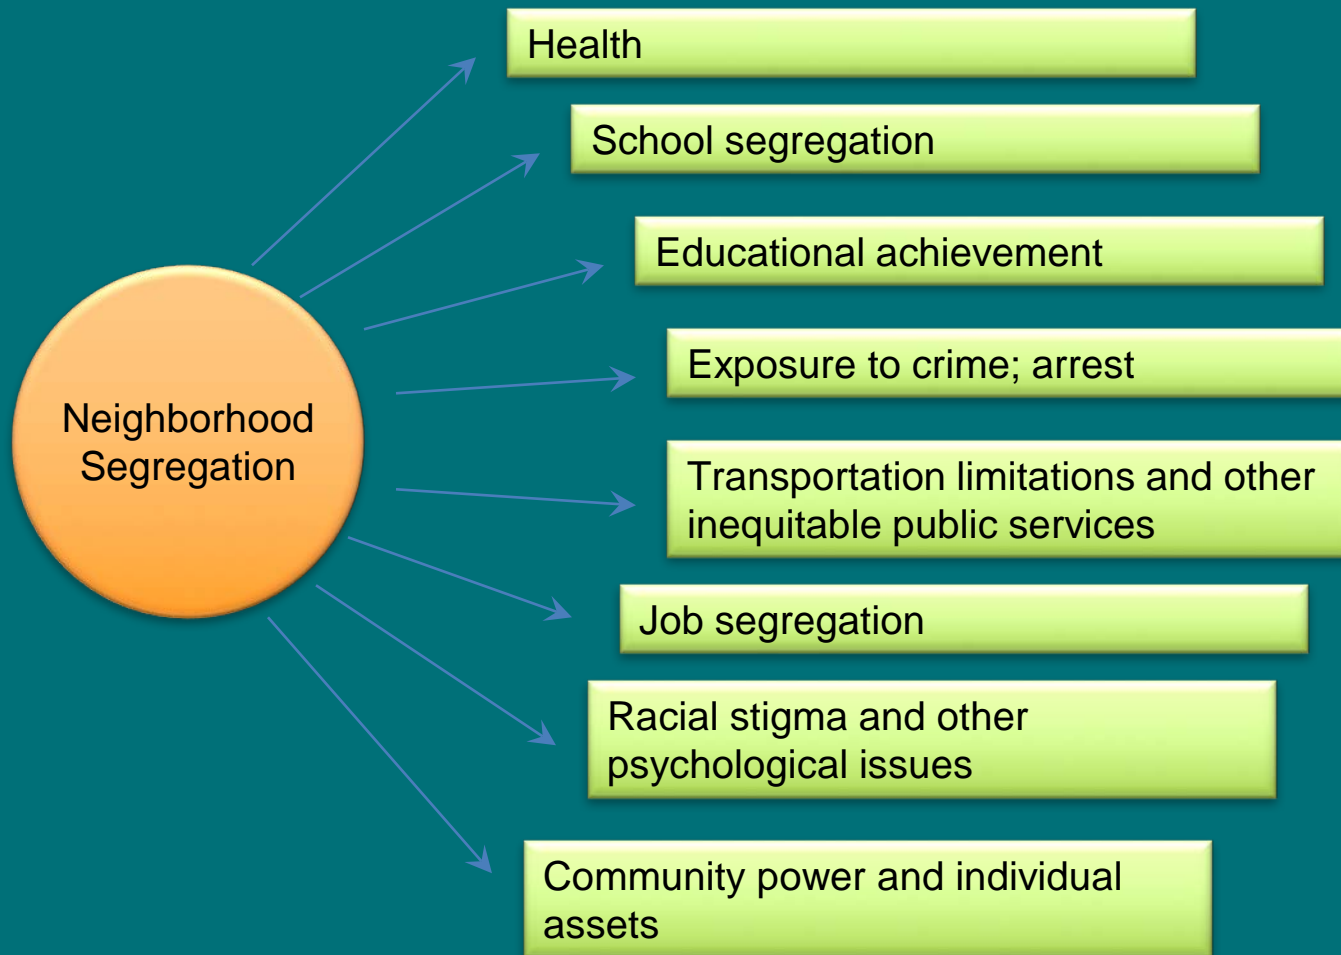 Health
School segregation
Educational achievement
Exposure to crime; arrest
Neighborhood
Segregation
Transportation limitations and other
inequitable public services
Job segregation
Racial stigma and other
psychological issues
Community power and individual
assets